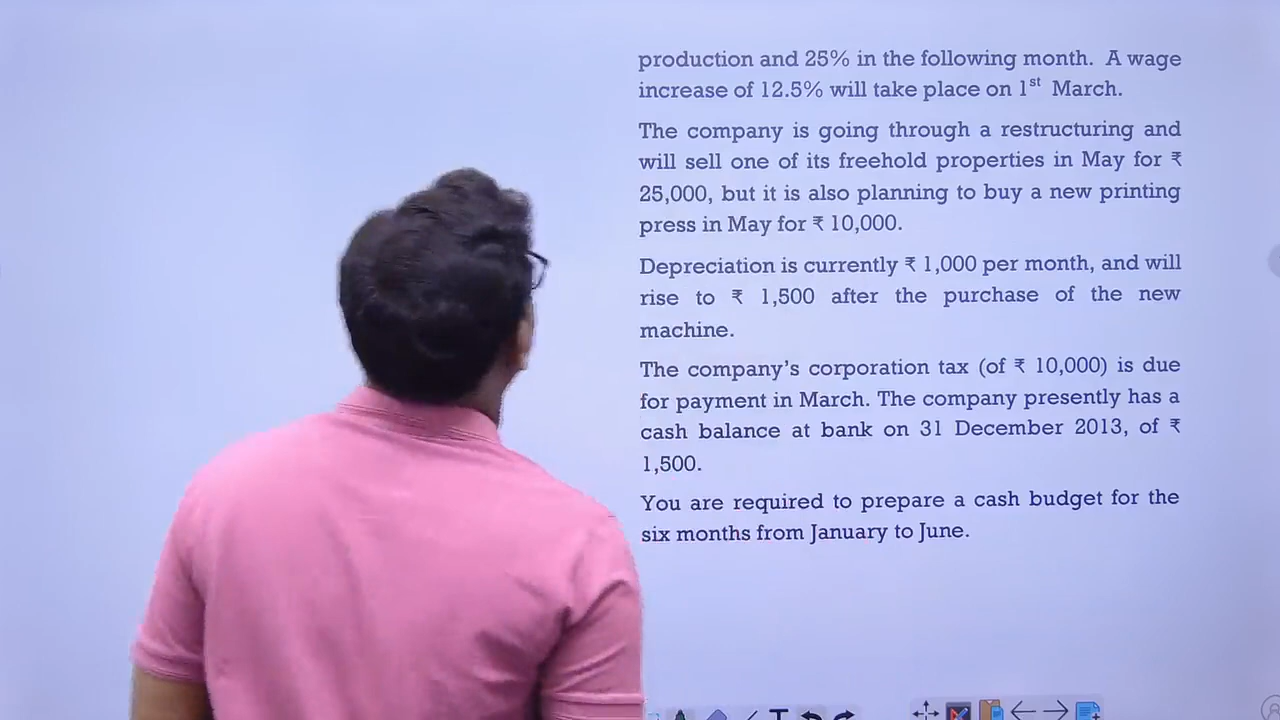 production and 25% in the following month. A wage
increase of 12.5% will take place on 1st March.
The company is going through a restructuring and
will sell one of its freehold properties in May for ₹
25,000, but it is also planning to buy a new printing
press in May for ₹ 10,000.
Depreciation is currently ₹ 1,000 per month, and will
rise to ₹ 1,500 after the purchase of the new
machine.
The company's corporation tax (of ₹ 10,000) is due
for payment in March. The company presently has a
cash balance at bank on 31 December 2013, of ₹
1,500.
You are required to prepare a cash budget for the
six months from January to June.